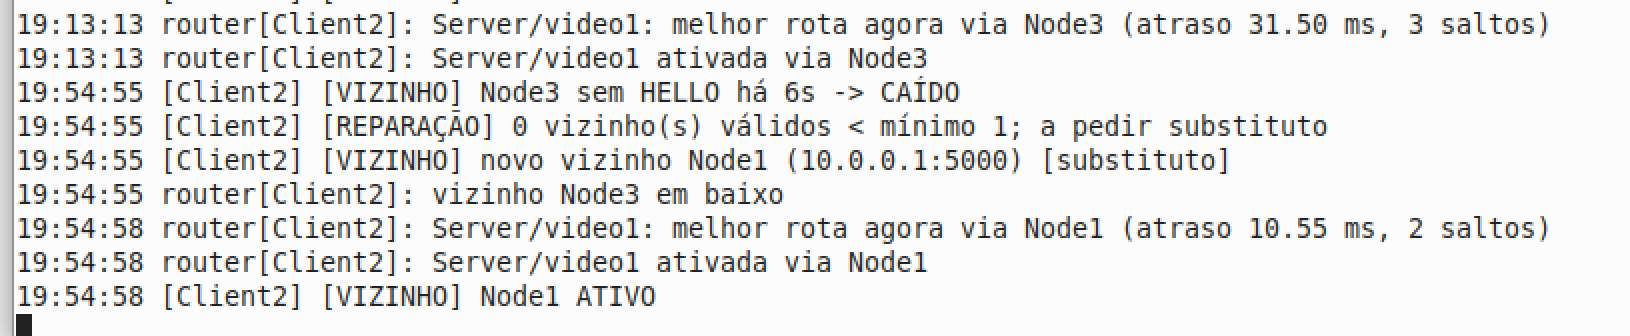 19:13:13 router[Client2]: Server/video1: melhor rota agora via Node3 (atraso 31.50 ms, 3 saltos)
19:13:13 router[Client2]: Server/video1 ativada via Node3
19:54:55 [Client2] [VIZINHO] Node3 sem HELLO há 6s -> CAÍDO
19:54:55 [Client2] [REPARAÇÃO] 0 vizinho(s) válidos < mínimo 1; a pedir substituto
19:54:55 [Client2] [VIZINHO] novo vizinho Node1 (10.0.0.1:5000) [substituto]
19:54:55 router[Client2]: vizinho Node3 em baixo
19:54:58 router[Client2]: Server/video1: melhor rota agora via Node1 (atraso 10.55 ms, 2 saltos)
19:54:58 router[Client2]: Server/video1 ativada via Node1
19:54:58 [Client2] [VIZINHO] Node1 ATIVO